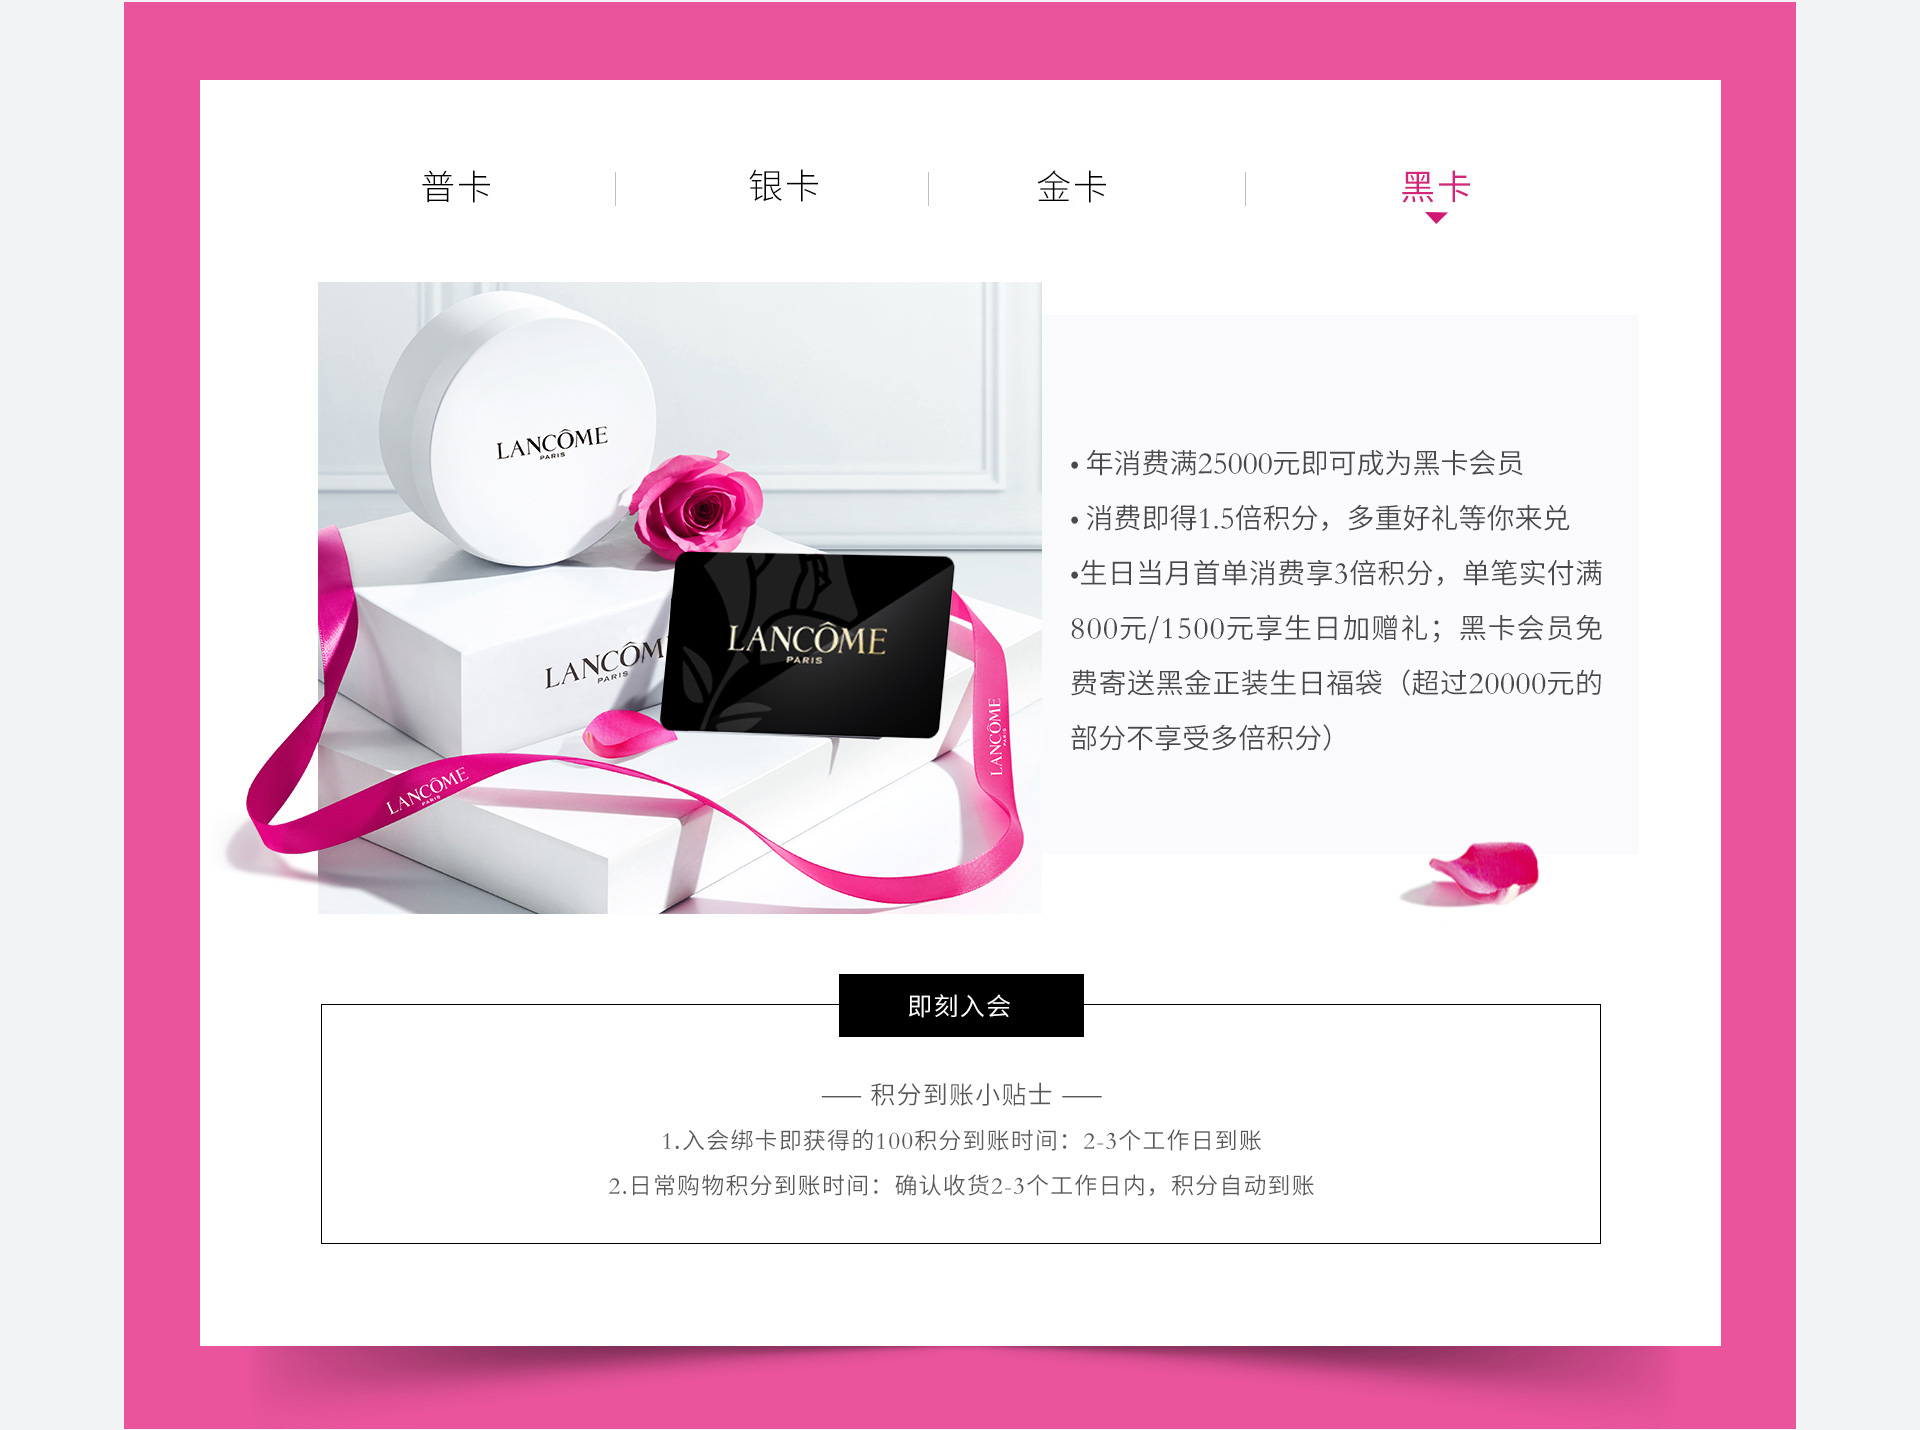 普卡
银卡
金卡
黑卡
LANCÔME
PARIS
LANCÔM
PARIS
LANCÔME
PARIS
LANCÔME
PARIS
LANCÔME
PARIS
• 年消费满25000元即可成为黑卡会员
• 消费即得1.5倍积分，多重好礼等你来兑
•生日当月首单消费享3倍积分，单笔实付满
800元/1500元享生日加赠礼；黑卡会员免
费寄送黑金正装生日福袋（超过20000元的
部分不享受多倍积分）
即刻入会
—— 积分到账小贴士 ——
1.入会绑卡即获得的100积分到账时间：2-3个工作日到账
2.日常购物积分到账时间：确认收货2-3个工作日内，积分自动到账